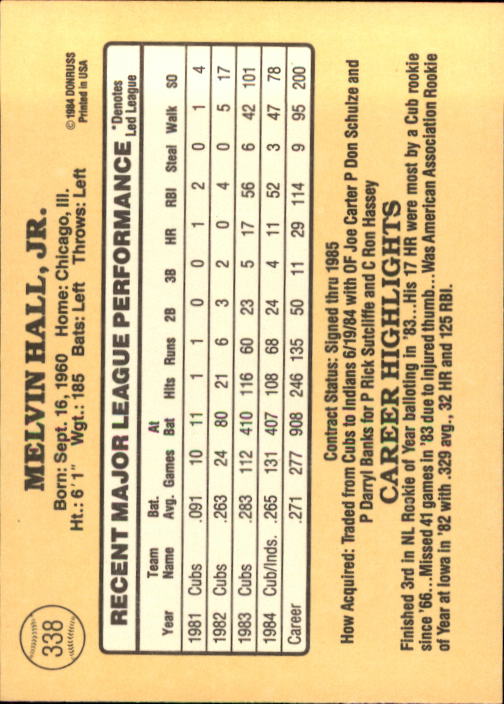 338
MELVIN HALL, JR.
© 1984 DONRUSS
Printed in USA
Born: Sept. 16, 1960 Home: Chicago, Ill.
Ht.: 6'1" Wgt.: 185 Bats: Left Throws: Left
RECENT MAJOR LEAGUE PERFORMANCE
*Denotes
Led League
Team Bat. At
Year Name Avg. Games Bat Hits Runs 2B 3B HR RBI Steal Walk SO
1981 Cubs .091 10 11 1 1 0 0 1 2 0 1 4
1982 Cubs .263 24 80 21 6 3 2 0 4 0 5 17
1983 Cubs .283 112 410 116 60 23 5 17 56 6 42 101
1984 Cub/Inds. .265 131 407 108 68 24 4 11 52 3 47 78
Career .271 277 908 246 135 50 11 29 114 9 95 200
Contract Status: Signed thru 1985
How Acquired: Traded from Cubs to Indians 6/19/84 with OF Joe Carter P Don Schulze and
P Darryl Banks for P Rick Sutcliffe and C Ron Hassey
CAREER HIGHLIGHTS
Finished 3rd in NL Rookie of Year balloting in '83...His 17 HR were most by a Cub rookie
since '66...Missed 41 games in '83 due to injured thumb...Was American Association Rookie
of Year at Iowa in '82 with .329 avg., 32 HR and 125 RBI.